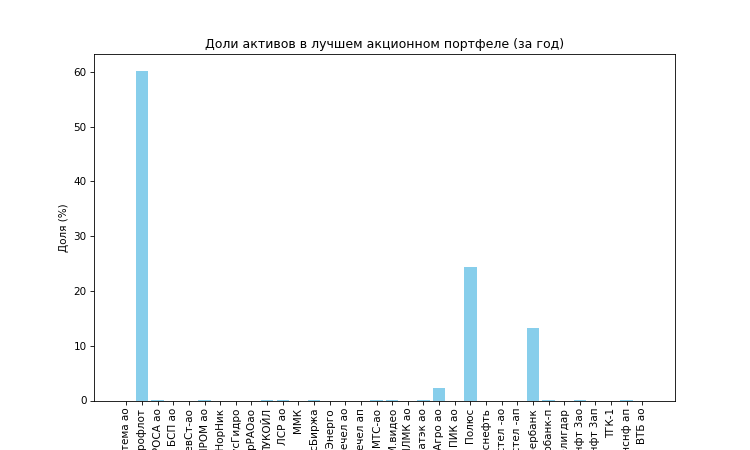 Доли активов в лучшем акционном портфеле (за год)
Доля (%)
60
50
40
30
20
10
0
тема ао
рофлот
РОСА ао
БСП ао
евСт-ао
ПРОМ ао
НорНик
сГидро
рРАОао
ЛУКОЙЛ
ЛСР ао
ММК
сБиржа
Энерго
ечел ао
ечел ап
МТС-ао
М.видео
ЛМК ао
атэк ао
Агро ао
ПИК ао
Полюс
снефть
стел -ао
стел -ап
ербанк
рбанк-п
лигдар
нфт 3ао
нфт 3ап
ТГК-1
нснф ап
ВТБ ао